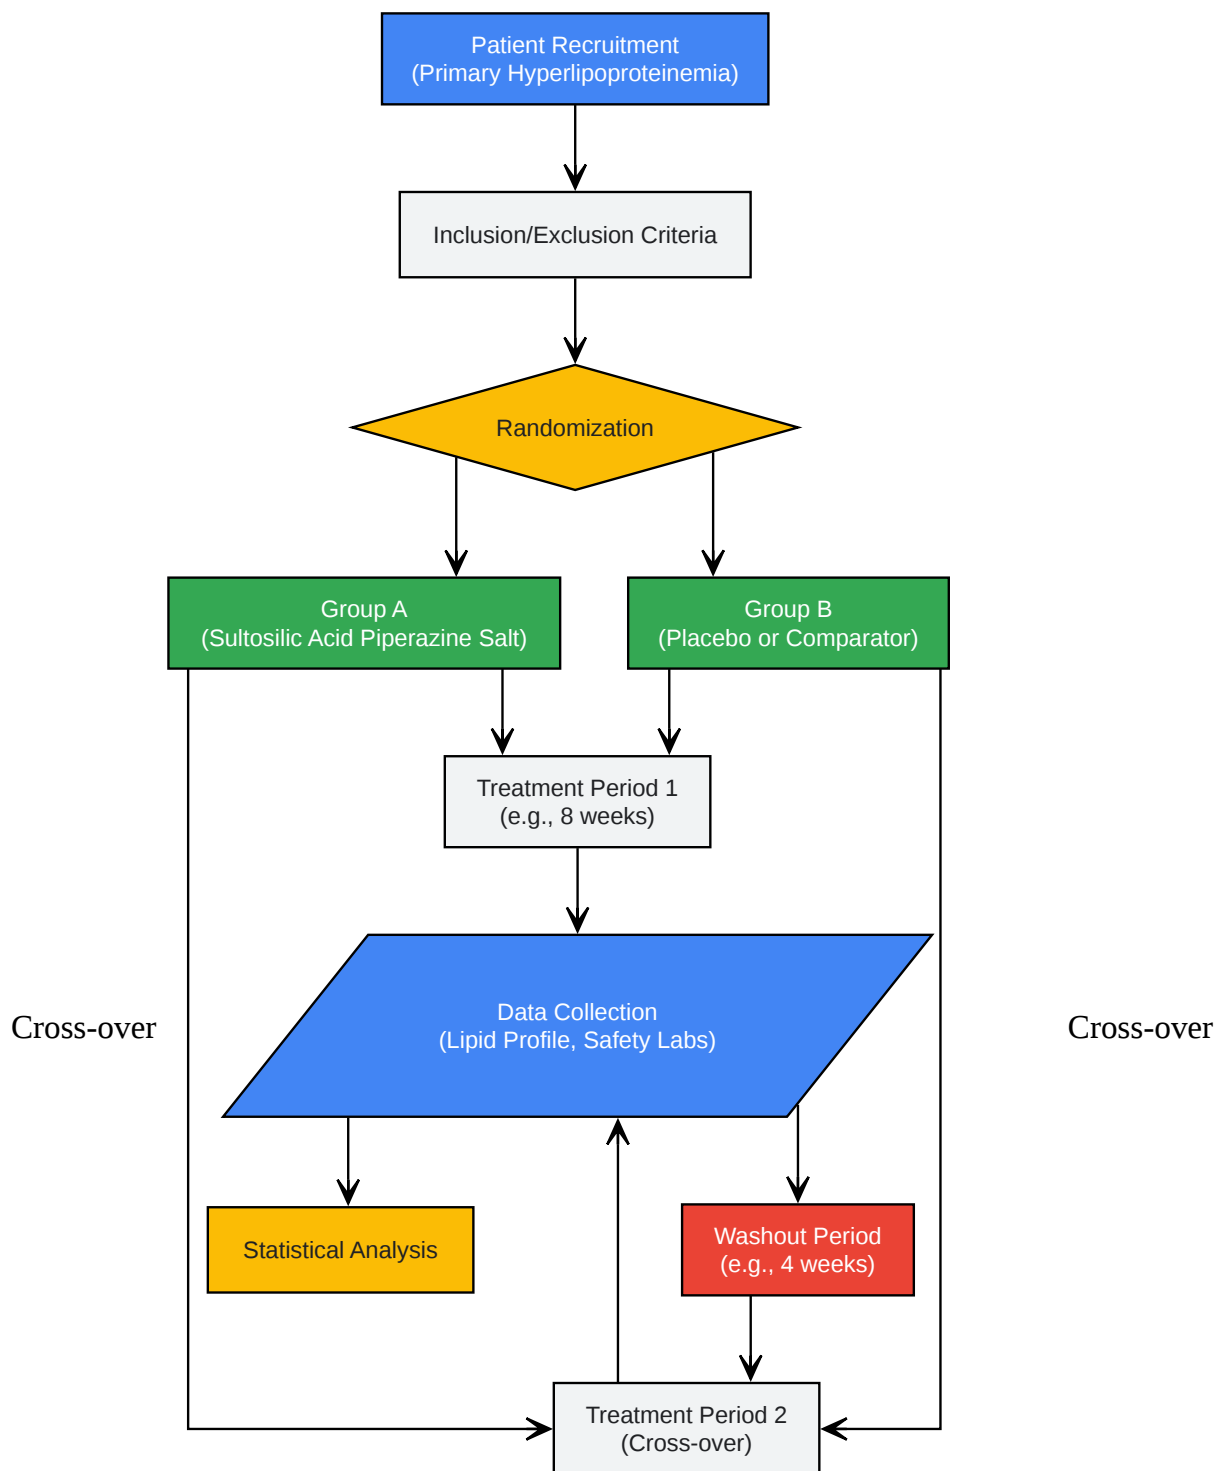 Patient Recruitment
(Primary Hyperlipoproteinemia)
Inclusion/Exclusion Criteria
Randomization
Group A
(Sultosilic Acid Piperazine Salt)
Group B
(Placebo or Comparator)
Treatment Period 1
(e.g., 8 weeks)
Data Collection
(Lipid Profile, Safety Labs)
Cross-over
Cross-over
Statistical Analysis
Washout Period
(e.g., 4 weeks)
Treatment Period 2
(Cross-over)